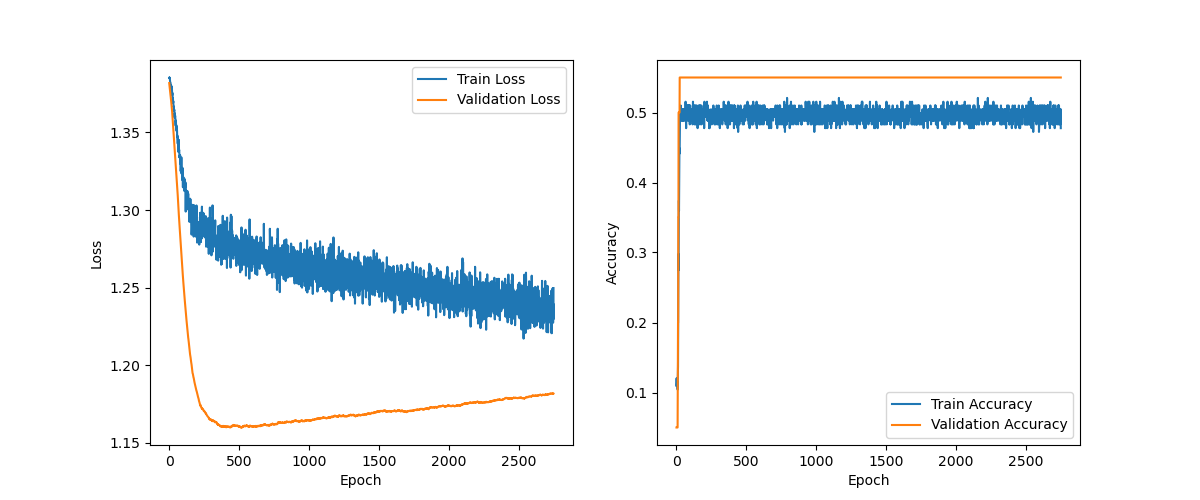 Train Loss
Validation Loss
1.35
1.30
1.25
1.20
1.15
Loss
0 500 1000 1500 2000 2500
Epoch
0.5
0.4
0.3
0.2
0.1
Accuracy
Train Accuracy
Validation Accuracy
0 500 1000 1500 2000 2500
Epoch